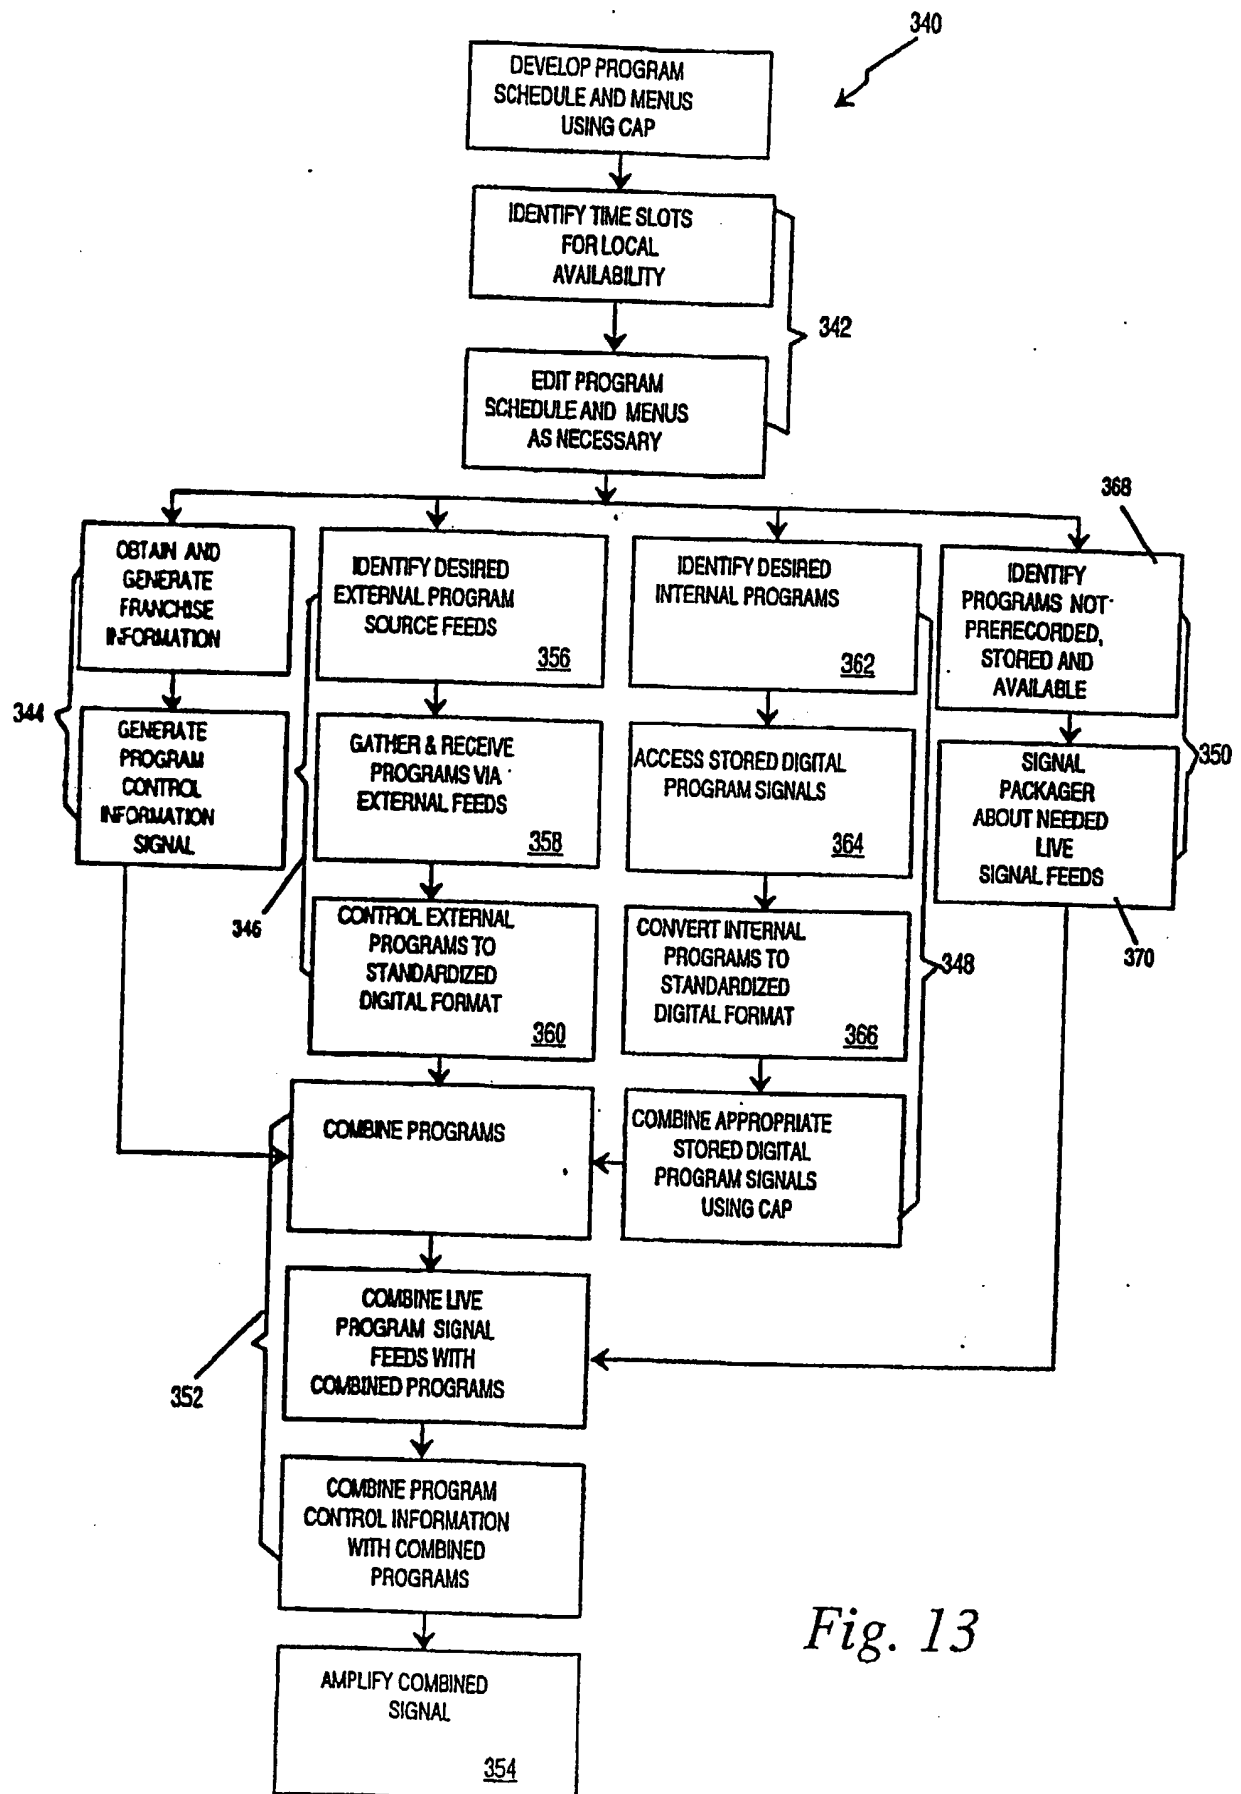 340
DEVELOP PROGRAM
SCHEDULE AND MENUS
USING CAP
IDENTIFY TIME SLOTS
FOR LOCAL
AVAILABILITY
342
EDIT PROGRAM
SCHEDULE AND MENUS
AS NECESSARY
368
OBTAIN AND
GENERATE
FRANCHISE
INFORMATION
IDENTIFY DESIRED
EXTERNAL PROGRAM
SOURCE FEEDS
356
IDENTIFY DESIRED
INTERNAL PROGRAMS
362
IDENTIFY
PROGRAMS NOT
PRERECORDED,
STORED AND
AVAILABLE
344
350
GENERATE
PROGRAM
CONTROL
INFORMATION
SIGNAL
GATHER & RECEIVE
PROGRAMS VIA
EXTERNAL FEEDS
358
ACCESS STORED DIGITAL
PROGRAM SIGNALS
364
SIGNAL
PACKAGER
ABOUT NEEDED
LIVE
SIGNAL FEEDS
370
346
CONTROL EXTERNAL
PROGRAMS TO
STANDARDIZED
DIGITAL FORMAT
360
CONVERT INTERNAL
PROGRAMS TO
STANDARDIZED
DIGITAL FORMAT
366
348
COMBINE PROGRAMS
COMBINE APPROPRIATE
STORED DIGITAL
PROGRAM SIGNALS
USING CAP
COMBINE LIVE
PROGRAM SIGNAL
FEEDS WITH
COMBINED PROGRAMS
352
COMBINE PROGRAM
CONTROL INFORMATION
WITH COMBINED
PROGRAMS
AMPLIFY COMBINED
SIGNAL
354
Fig. 13